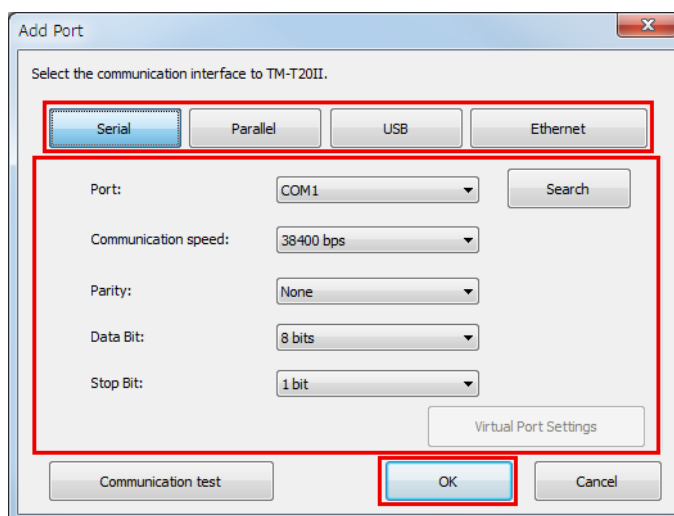 Add Port
Select the communication interface to TM-T20II.
Serial Parallel USB Ethernet
Port: COM1 Search
Communication speed: 38400 bps
Parity: None
Data Bit: 8 bits
Stop Bit: 1 bit
Virtual Port Settings
Communication test OK Cancel